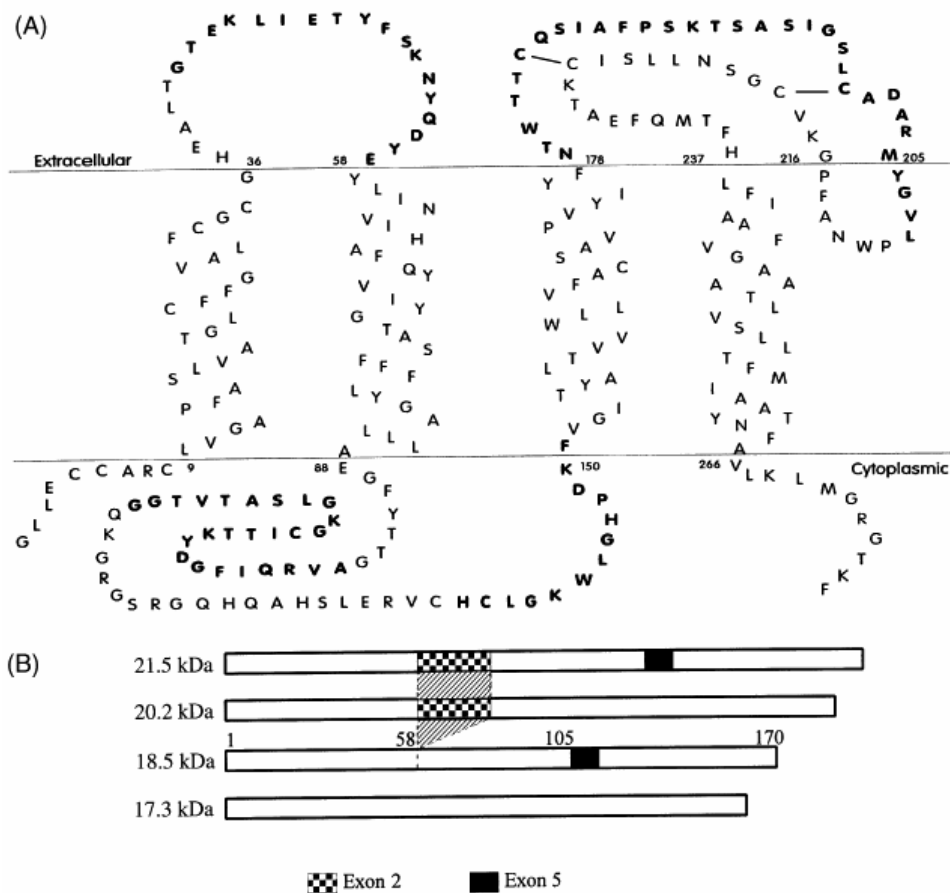 (A)
G T E K L I E T Y F S K N Y Q D Y E
T L A E H
C Q S I A F P S K T S A S I G S L C A D A R M Y G V L
T T W T N
C I S L L N S G C V K G P F A N W P
K T A E F Q M T F H
Extracellular
36
58
178
237
216
205
G
C
F C G
L
V A
G
C F F
L
T G
A
S L V
A
P F A
L V G A
Y L I N
V I H
A F Q Y
V I Y
G T A S
F F F
L Y G A
A L L L
Y F I
P V Y V
S A C
V F A L
W L V
L T V A
T Y I
V G
L F I
A A F
V G A A
A T L
V S L L
T F M
I A A T
Y N F
A
9
88
150
266
Cytoplasmic
G L L E C C A R C
E G F Y T T G
A V R Q I F G D
Y K T T I C G K
G L S A T V T G G
Q K G R G S R G Q H Q A H S L E R V C H C L G K W L G H P D K F
V L K L M G R G T K F
(B)
21.5 kDa
20.2 kDa
1 58 105 170
18.5 kDa
17.3 kDa
Exon 2 Exon 5